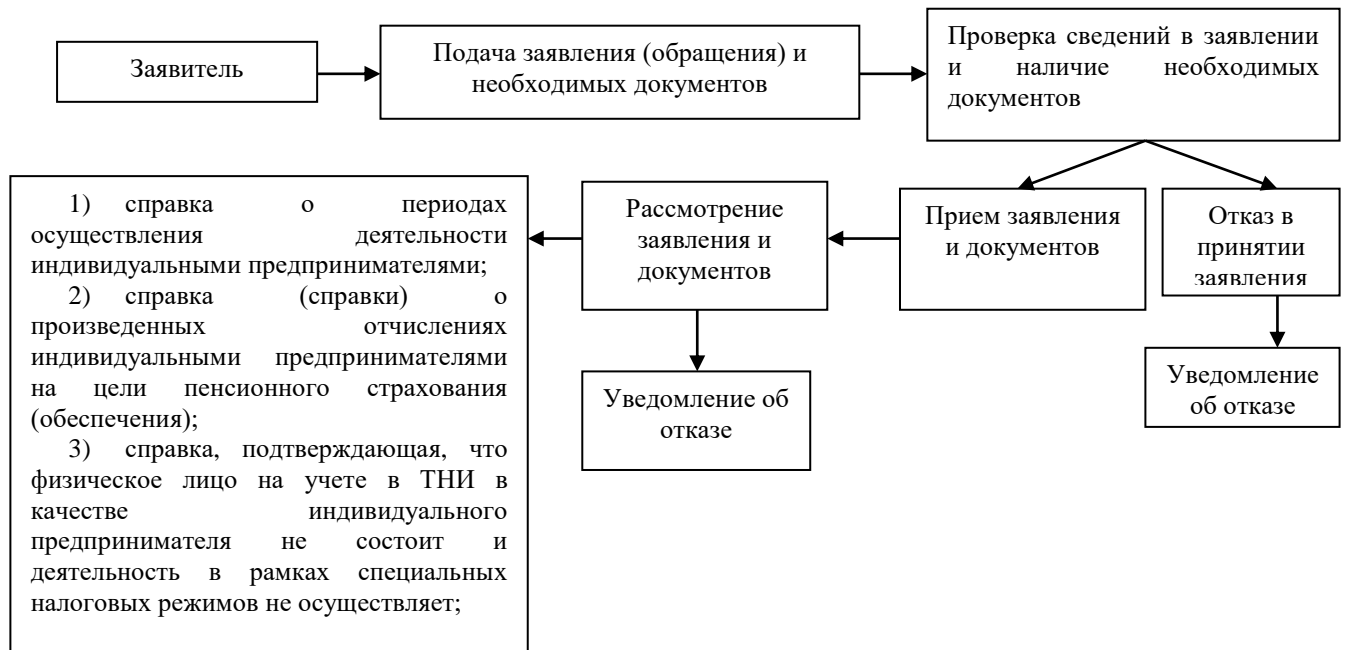 Заявитель
Подача заявления (обращения) и
необходимых документов
Проверка сведений в заявлении
и наличие необходимых
документов
1) справка о периодах
осуществления деятельности
индивидуальными предпринимателями;
2) справка (справки) о
произведенных отчислениях
индивидуальными предпринимателями
на цели пенсионного страхования
(обеспечения);
3) справка, подтверждающая, что
физическое лицо на учете в ТНИ в
качестве индивидуального
предпринимателя не состоит и
деятельность в рамках специальных
налоговых режимов не осуществляет;
Рассмотрение
заявления и
документов
Прием заявления
и документов
Отказ в
принятии
заявления
Уведомление об
отказе
Уведомление
об отказе